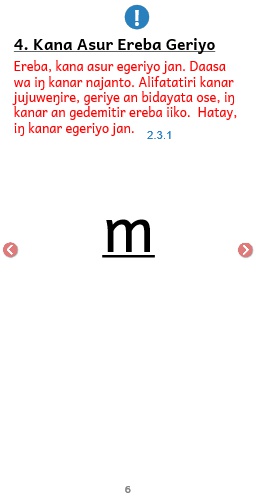 !
4. Kana Asur Ereba Geriyo
Ereba, kana asur egeriyo jan. Daasa
wa iŋ kanar najanto. Alifatatiri kanar
jujuweŋire, geriye an bidayata ose, iŋ
kanar an gedemitir ereba iiko. Hatay,
iŋ kanar egeriyo jan. 2.3.1
m
6